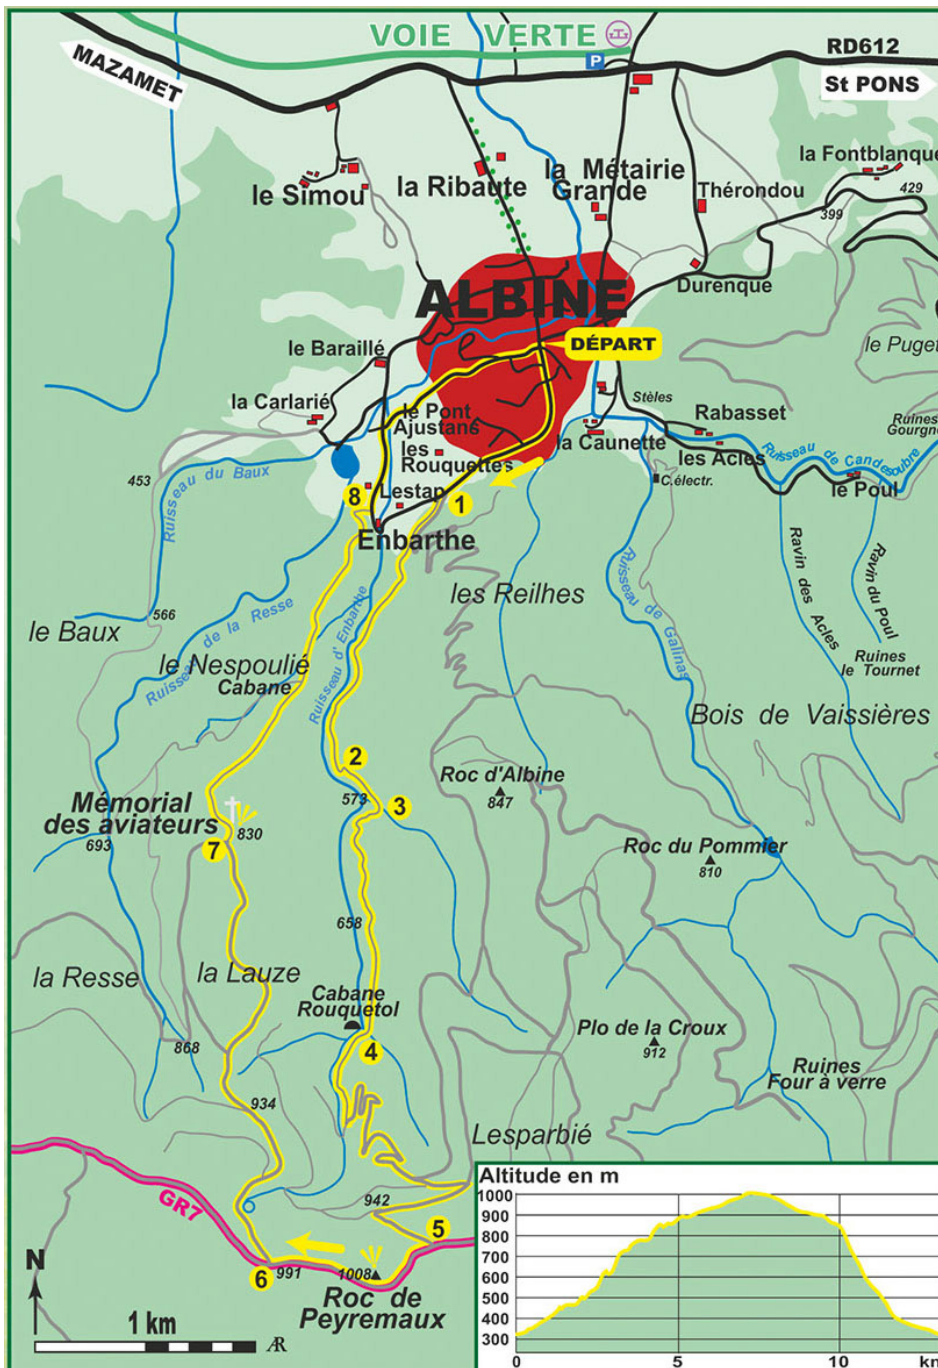 VOIE VERTE
P
RD612
MAZAMET
St PONS
la Fontblanque
429
399
le Simou
la Ribaute
la Métairie
Grande
Thérondou
Durenque
ALBINE
DÉPART
le Puget
le Baraillé
la Carlarié
le Pont
Ajustans
les
Rouquettes
Stèles
la Caunette
Rabasset
les Acles
Ruines
Gourgne
Ruisseau de Candesoubre
le Poul
C.électr.
453
Ruisseau du Baux
8
Lestap
1
Enbarthe
les Reilhes
Ruisseau de Galinas
Ravin des Acles
Ravin du Poul
566
le Baux
Ruisseau de la Resse
Ruisseau d'Enbarthe
le Nespoulié
Cabane
Ruines
le Tournet
Bois de Vaissières
2
573
3
Roc d'Albine
847
Mémorial
des aviateurs
830
693
7
Roc du Pommier
810
658
la Resse
la Lauze
Cabane
Rouquetol
868
4
Plo de la Croux
912
Ruines
Four à verre
934
Lesparbié
GR7
942
5
6
991
1008
Roc de
Peyremaux
N
1 km
AR
Altitude en m
1000
900
800
700
600
500
400
300
0 5 10 km